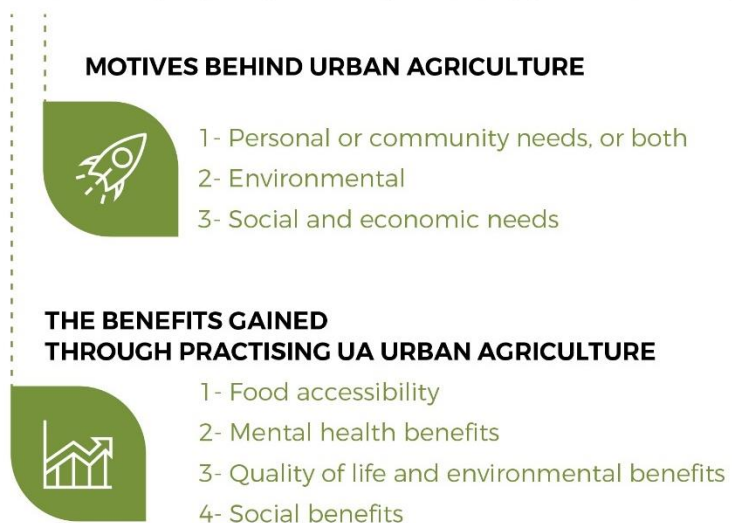 MOTIVES BEHIND URBAN AGRICULTURE
1- Personal or community needs, or both
2- Environmental
3- Social and economic needs
THE BENEFITS GAINED
THROUGH PRACTISING UA URBAN AGRICULTURE
1- Food accessibility
2- Mental health benefits
3- Quality of life and environmental benefits
4- Social benefits